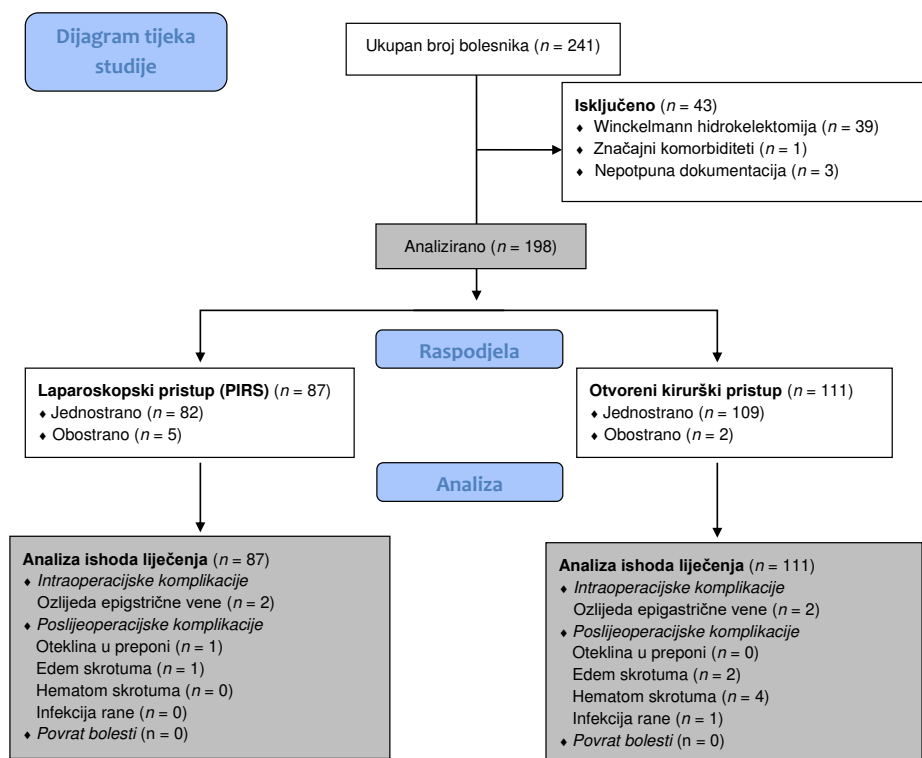 Dijagram tijeka
studije
Ukupan broj bolesnika (n = 241)
Isključeno (n = 43)
♦ Winckelmann hidrokelektomija (n = 39)
♦ Značajni komorbiditeti (n = 1)
♦ Nepotpuna dokumentacija (n = 3)
Analizirano (n = 198)
Raspodjela
Laparoskopski pristup (PIRS) (n = 87)
♦ Jednostrano (n = 82)
♦ Obostrano (n = 5)
Otvoreni kirurški pristup (n = 111)
♦ Jednostrano (n = 109)
♦ Obostrano (n = 2)
Analiza
Analiza ishoda liječenja (n = 87)
♦ Intraoperacijske komplikacije
Ozlijeda epigstrične vene (n = 2)
♦ Poslijeoperacijske komplikacije
Oteklina u preponi (n = 1)
Edem skrotuma (n = 1)
Hematom skrotuma (n = 0)
Infekcija rane (n = 0)
♦ Povrat bolesti (n = 0)
Analiza ishoda liječenja (n = 111)
♦ Intraoperacijske komplikacije
Ozlijeda epigastrične vene (n = 2)
♦ Poslijeoperacijske komplikacije
Oteklina u preponi (n = 0)
Edem skrotuma (n = 2)
Hematom skrotuma (n = 4)
Infekcija rane (n = 1)
♦ Povrat bolesti (n = 0)